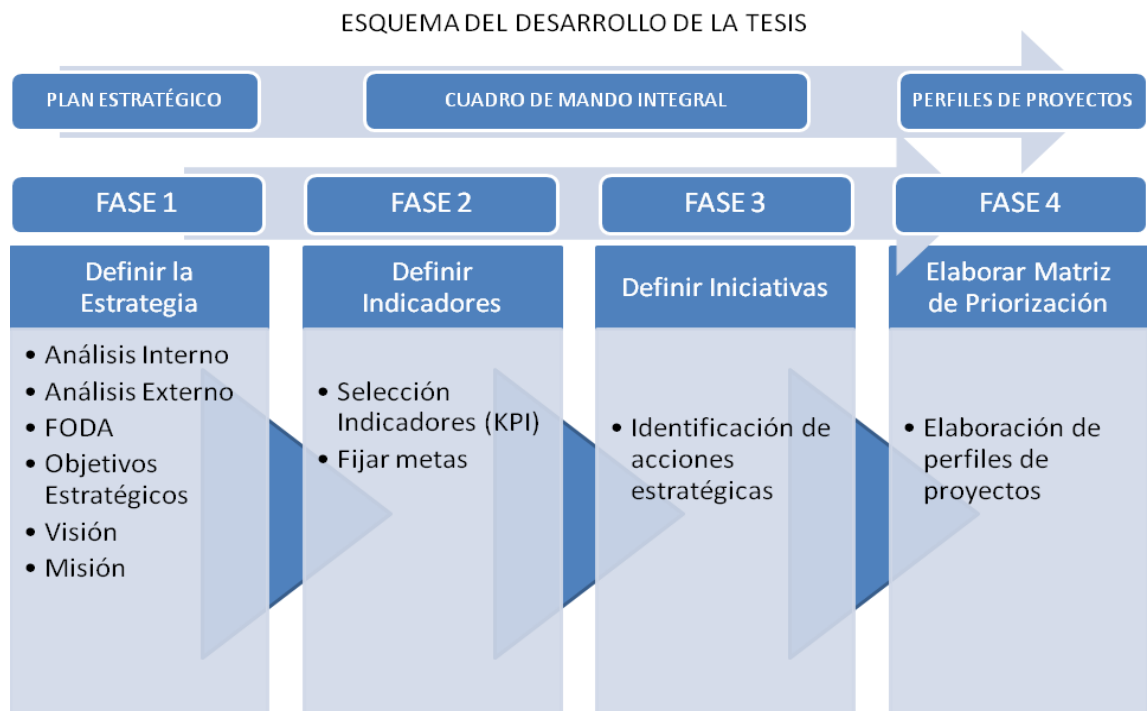 ESQUEMA DEL DESARROLLO DE LA TESIS
PLAN ESTRATÉGICO
CUADRO DE MANDO INTEGRAL
PERFILES DE PROYECTOS
FASE 1
FASE 2
FASE 3
FASE 4
Definir la
Estrategia
• Análisis Interno
• Análisis Externo
• FODA
• Objetivos
Estratégicos
• Visión
• Misión
Definir
Indicadores
• Selección
Indicadores (KPI)
• Fijar metas
Definir Iniciativas
• Identificación de
acciones
estratégicas
Elaborar Matriz
de Priorización
• Elaboración de
perfiles de
proyectos